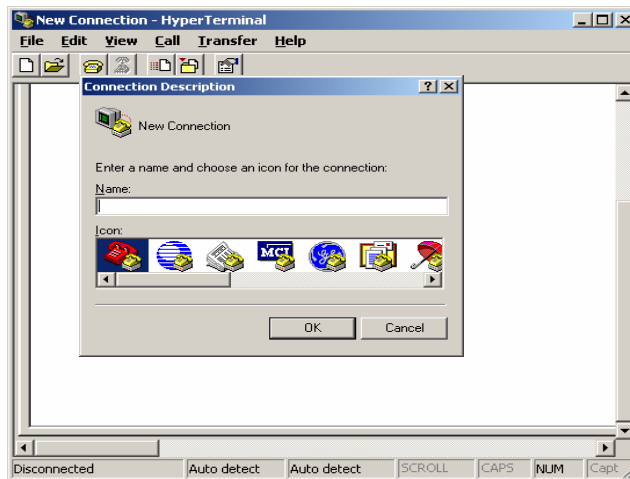 New Connection - HyperTerminal
File Edit View Call Transfer Help
Connection Description
New Connection
Enter a name and choose an icon for the connection:
Name:
Icon:
MCI
OK Cancel
Disconnected Auto detect Auto detect SCROLL CAPS NUM Capt